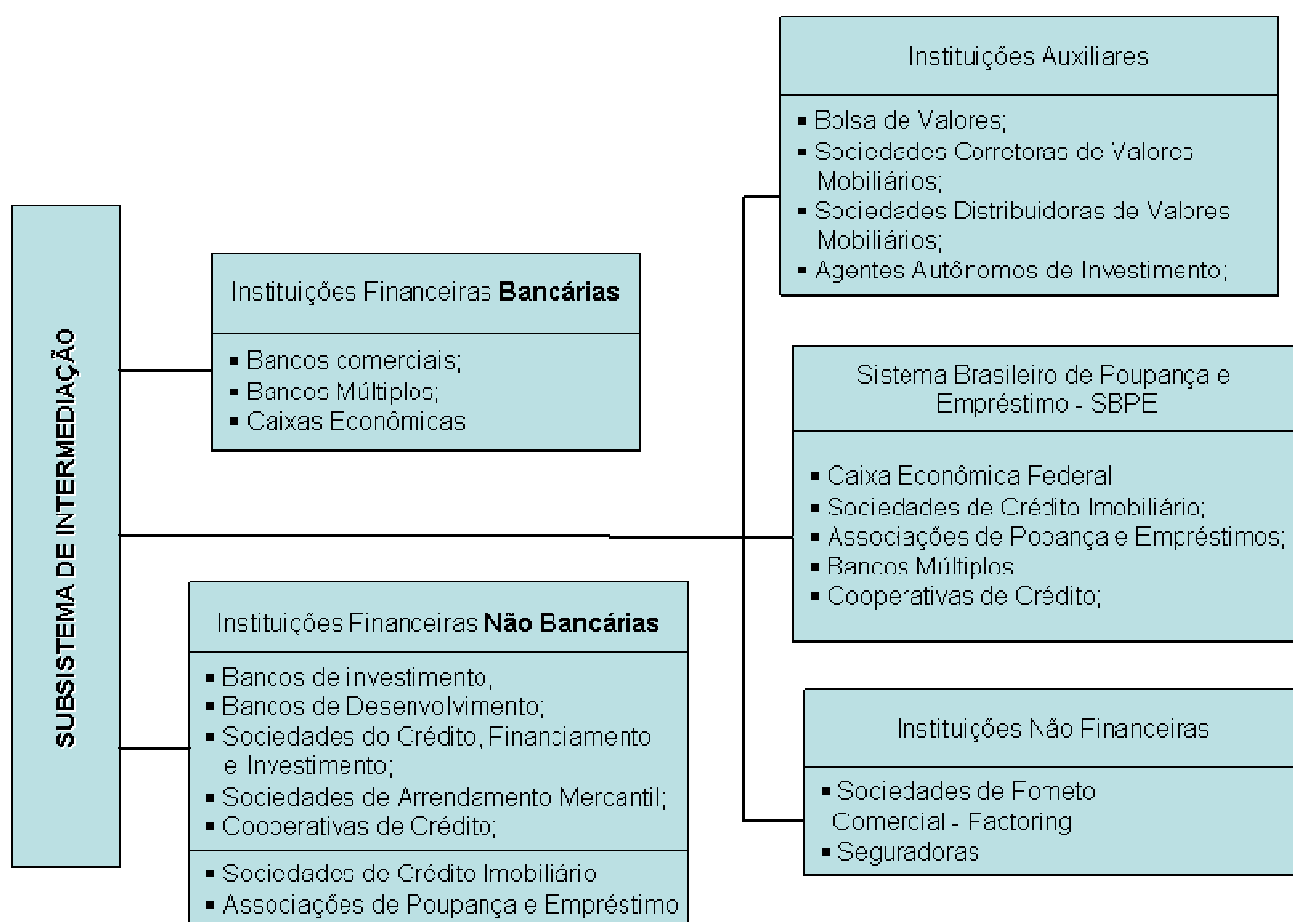 SUBSISTEMA DE INTERMEDIAÇÃO
Instituições Financeiras Bancárias
▪ Bancos comerciais;
▪ Bancos Múltiplos;
▪ Caixas Econômicas
Instituições Financeiras Não Bancárias
▪ Bancos de investimento,
▪ Bancos de Desenvolvimento;
▪ Sociedades do Crédito, Financiamento
e Investimento;
▪ Sociedades de Arrendamento Mercantil;
▪ Cooperativas de Crédito;
▪ Sociedades de Crédito Imobiliário
▪ Associações de Poupança e Empréstimo
Instituições Auxiliares
▪ Bolsa de Valores;
▪ Sociedades Corretoras de Valores
Mobiliários;
▪ Sociedades Distribuidoras de Valores
Mobiliários;
▪ Agentes Autônomos de Investimento;
Sistema Brasileiro de Poupança e
Empréstimo - SBPE
▪ Caixa Econômica Federal
▪ Sociedades de Crédito Imobiliário;
▪ Associações de Popança e Empréstimos;
▪ Bancos Múltiplos
▪ Cooperativas de Crédito;
Instituições Não Financeiras
▪ Sociedades de Fometo
Comercial - Factoring
▪ Seguradoras